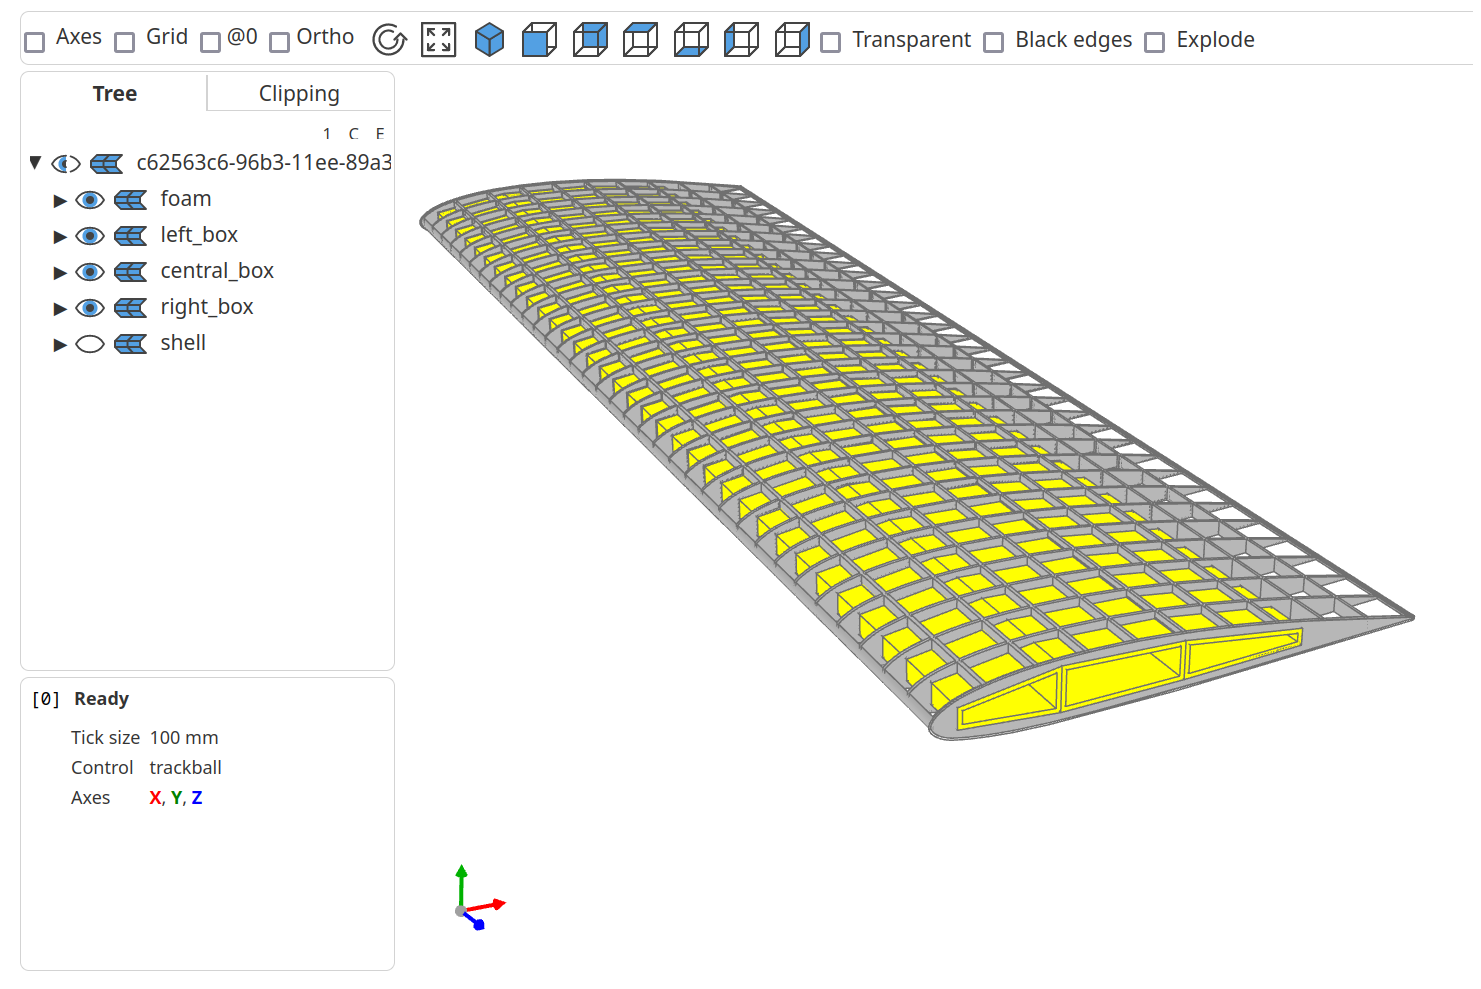 Axes Grid @0 Ortho Transparent Black edges Explode
Tree Clipping
1 C E
c62563c6-96b3-11ee-89a3
foam
left_box
central_box
right_box
shell
[0] Ready
Tick size 100 mm
Control trackball
Axes X, Y, Z